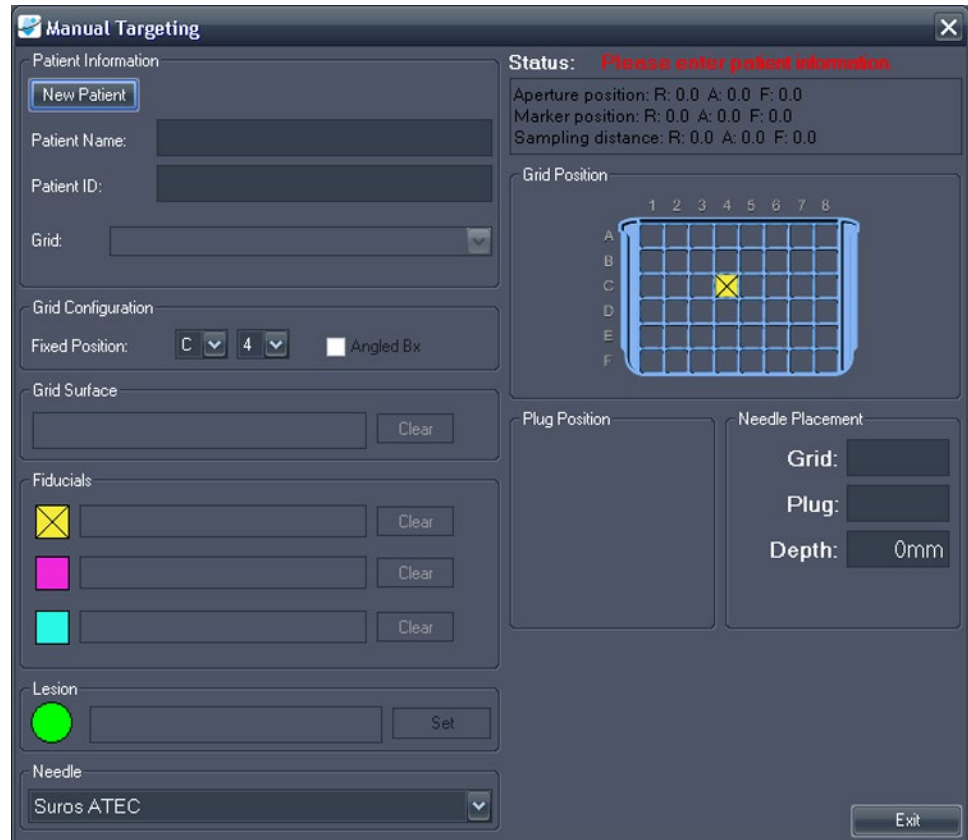 Manual Targeting
Patient Information
New Patient
Patient Name:
Patient ID:
Grid:
Grid Configuration
Fixed Position: C 4 Angled Bx
Grid Surface
Clear
Fiducials
Clear
Clear
Clear
Lesion
Set
Needle
Suros ATEC
Status: Please enter patient information
Aperture position: R: 0.0 A: 0.0 F: 0.0
Marker position: R: 0.0 A: 0.0 F: 0.0
Sampling distance: R: 0.0 A: 0.0 F: 0.0
Grid Position
1 2 3 4 5 6 7 8
A
B
C
D
E
F
Plug Position
Needle Placement
Grid:
Plug:
Depth: 0mm
Exit